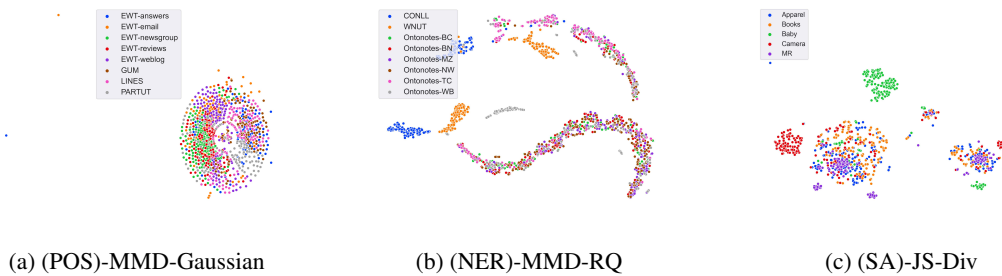 EWT-answers
EWT-email
EWT-newsgroup
EWT-reviews
EWT-weblog
GUM
LINES
PARTUT
CONLL
WNUT
Ontonotes-BC
Ontonotes-BN
Ontonotes-MZ
Ontonotes-NW
Ontonotes-TC
Ontonotes-WB
Apparel
Books
Baby
Camera
MR
(a) (POS)-MMD-Gaussian
(b) (NER)-MMD-RQ
(c) (SA)-JS-Div